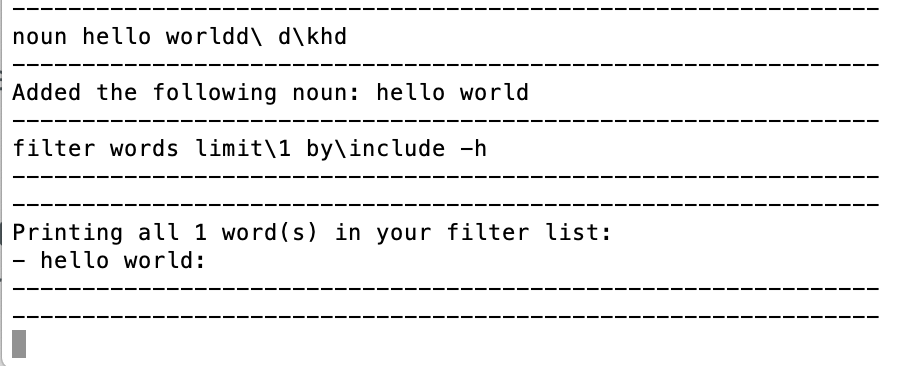 --------------------------------------------------------------
noun hello worldd\ d\khd
--------------------------------------------------------------
Added the following noun: hello world
--------------------------------------------------------------
filter words limit\1 by\include -h
--------------------------------------------------------------
--------------------------------------------------------------
Printing all 1 word(s) in your filter list:
- hello world:
--------------------------------------------------------------
--------------------------------------------------------------